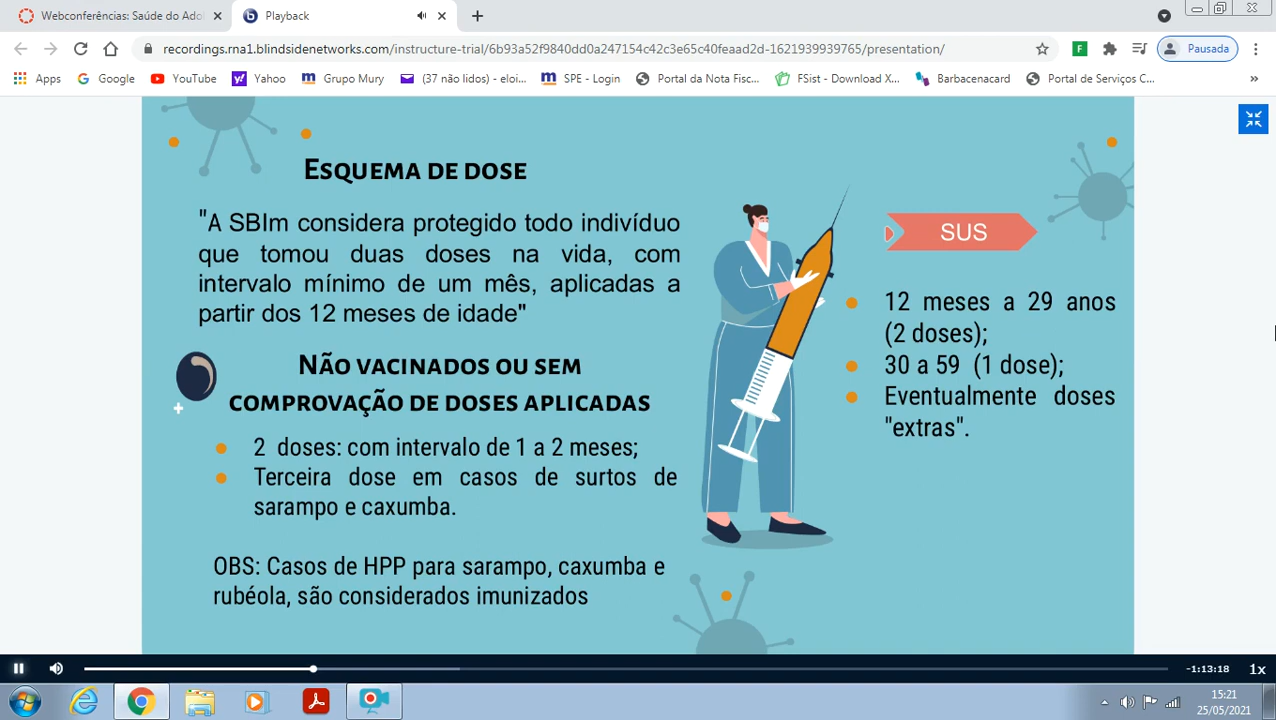 Webconferências: Saúde do Ado
Playback
recordings.rna1.blindsidenetworks.com/instructure-trial/6b93a52f9840dd0a247154c42c3e65c40feaad2d-1621939939765/presentation/
Pausada
Apps
Google
YouTube
Yahoo
Grupo Mury
(37 não lidos) - eloi...
SPE - Login
Portal da Nota Fisc...
FSist - Download X...
Barbacenacard
Portal de Serviços C...
»
ESQUEMA DE DOSE
"A SBIm considera protegido todo indivíduo
que tomou duas doses na vida, com
intervalo mínimo de um mês, aplicadas a
partir dos 12 meses de idade"
NÃO VACINADOS OU SEM
COMPROVAÇÃO DE DOSES APLICADAS
2 doses: com intervalo de 1 a 2 meses;
Terceira dose em casos de surtos de
sarampo e caxumba.
OBS: Casos de HPP para sarampo, caxumba e
rubéola, são considerados imunizados
SUS
12 meses a 29 anos
(2 doses);
30 a 59 (1 dose);
Eventualmente doses
"extras".
-1:13:18
1x
15:21
25/05/2021